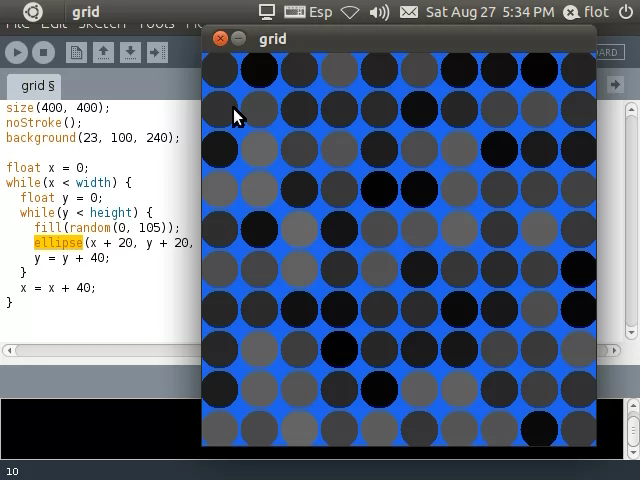 grid
Esp
Sat Aug 27 5:34 PM
flot
File Edit Sketch Tools
grid
grid §
size(400, 400);
noStroke();
background(23, 100, 240);
float x = 0;
while(x < width) {
float y = 0;
while(y < height) {
fill(random(0, 105));
ellipse(x + 20, y + 20,
y = y + 40;
}
x = x + 40;
}
10